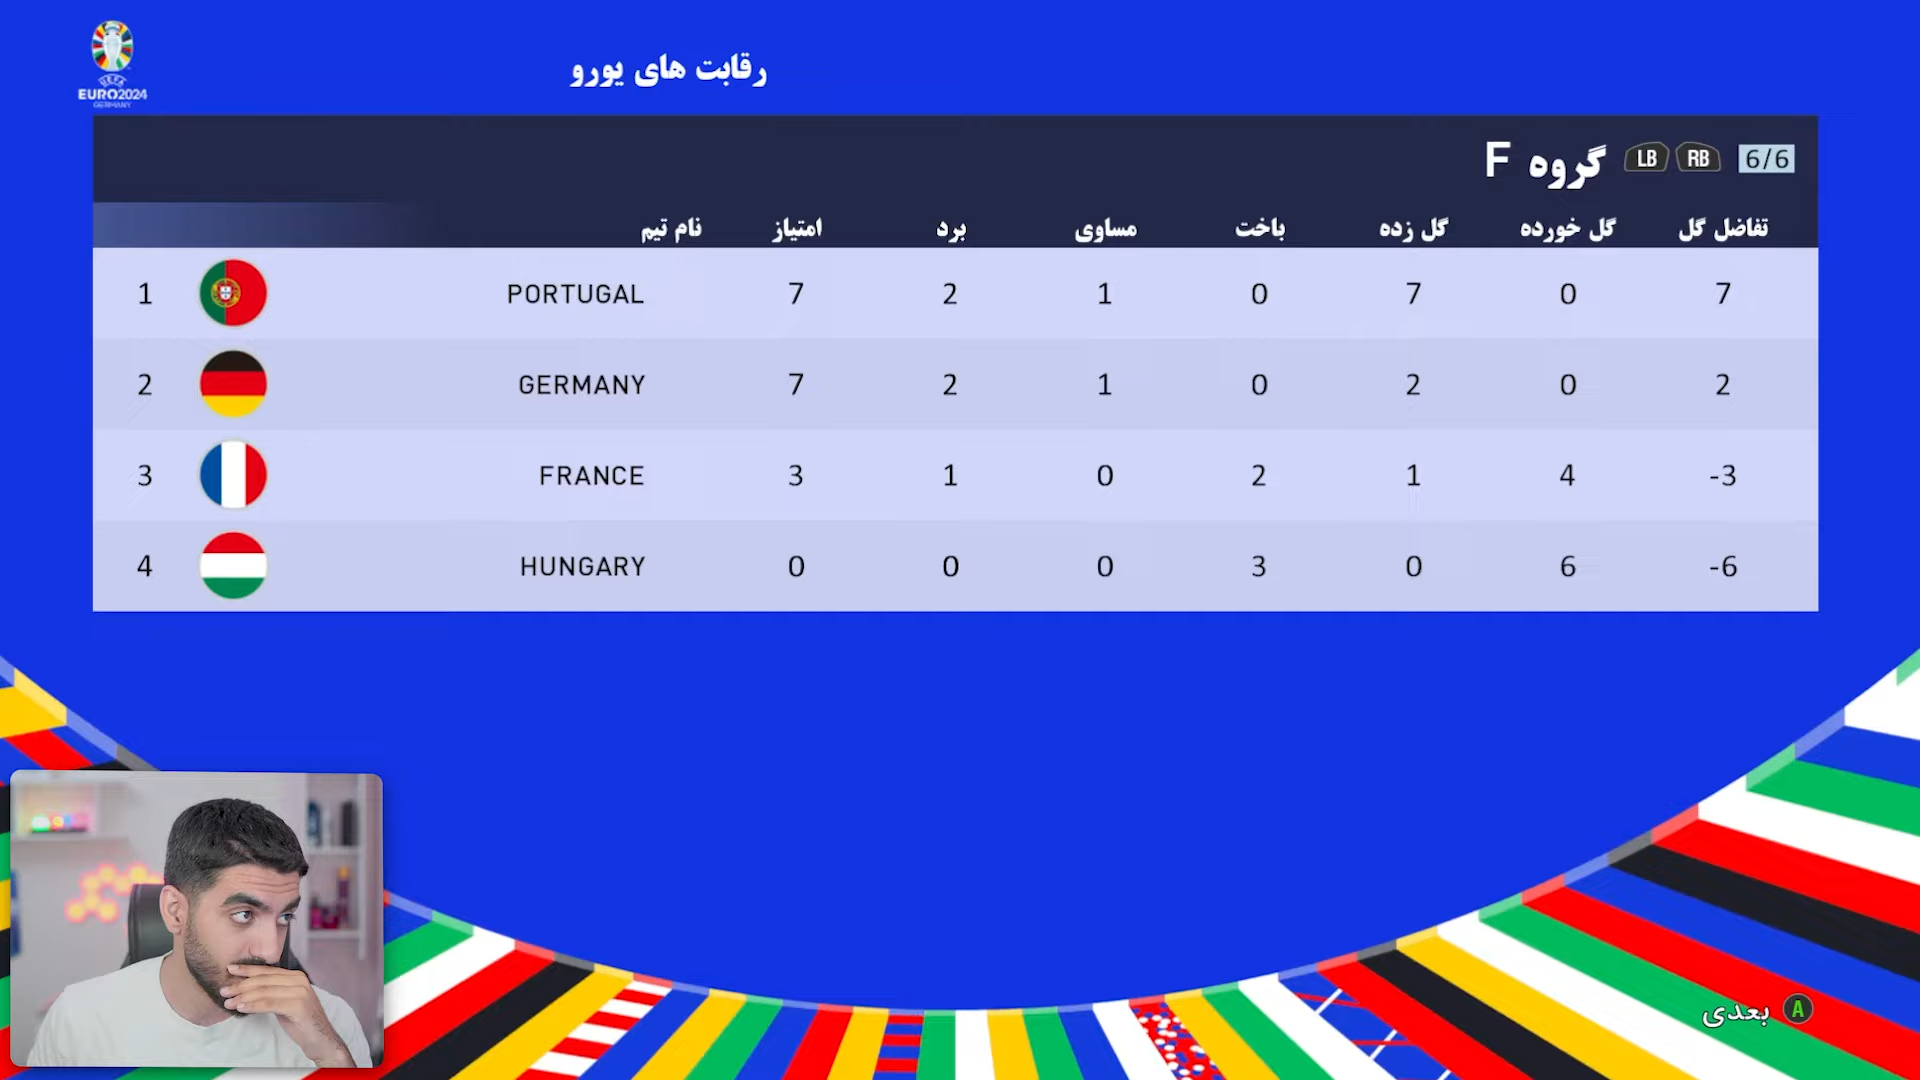 UEFA
EURO2024
GERMANY
رقابت های یورو
گروه F LB RB 6/6
نام تیم امتیاز برد مساوی باخت گل زده گل خورده تفاضل گل
1 PORTUGAL 7 2 1 0 7 0 7
2 GERMANY 7 2 1 0 2 0 2
3 FRANCE 3 1 0 2 1 4 -3
4 HUNGARY 0 0 0 3 0 6 -6
بعدی A